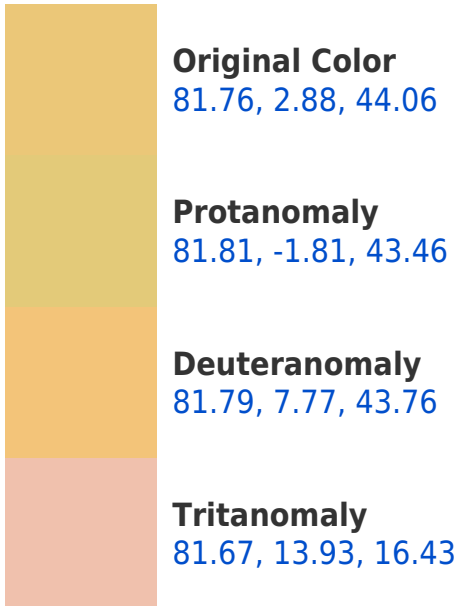 Original Color
81.76, 2.88, 44.06
Protanomaly
81.81, -1.81, 43.46
Deuteranomaly
81.79, 7.77, 43.76
Tritanomaly
81.67, 13.93, 16.43